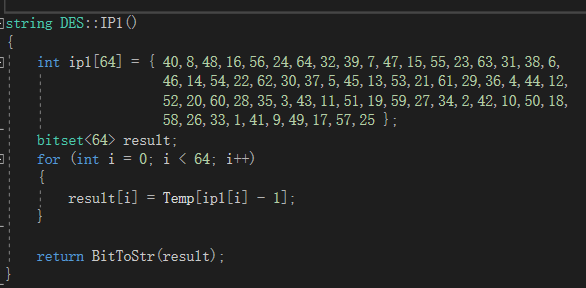 string DES::IP1()
{
int ip1[64] = { 40,8,48,16,56,24,64,32,39,7,47,15,55,23,63,31,38,6,
46,14,54,22,62,30,37,5,45,13,53,21,61,29,36,4,44,12,
52,20,60,28,35,3,43,11,51,19,59,27,34,2,42,10,50,18,
58,26,33,1,41,9,49,17,57,25 };
bitset<64> result;
for (int i = 0; i < 64; i++)
{
result[i] = Temp[ip1[i] - 1];
}
return BitToStr(result);
}